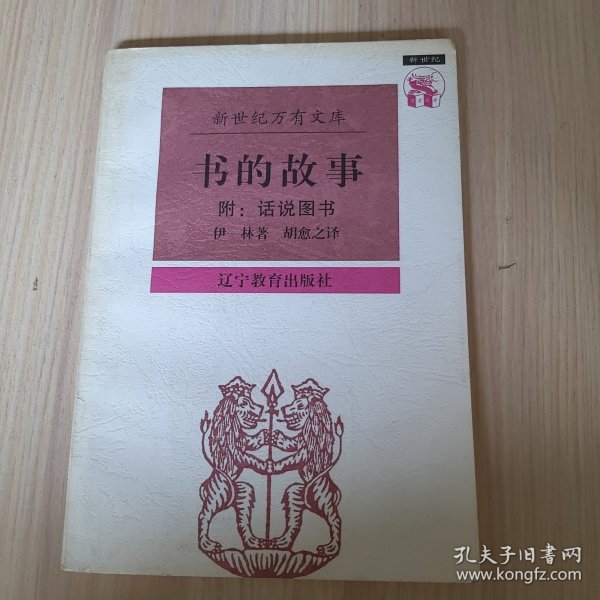 新世纪
新世纪万有文库
书的故事
附：话说图书
伊 林著 胡愈之译
辽宁教育出版社
孔夫子旧书网
www.kongfz.com